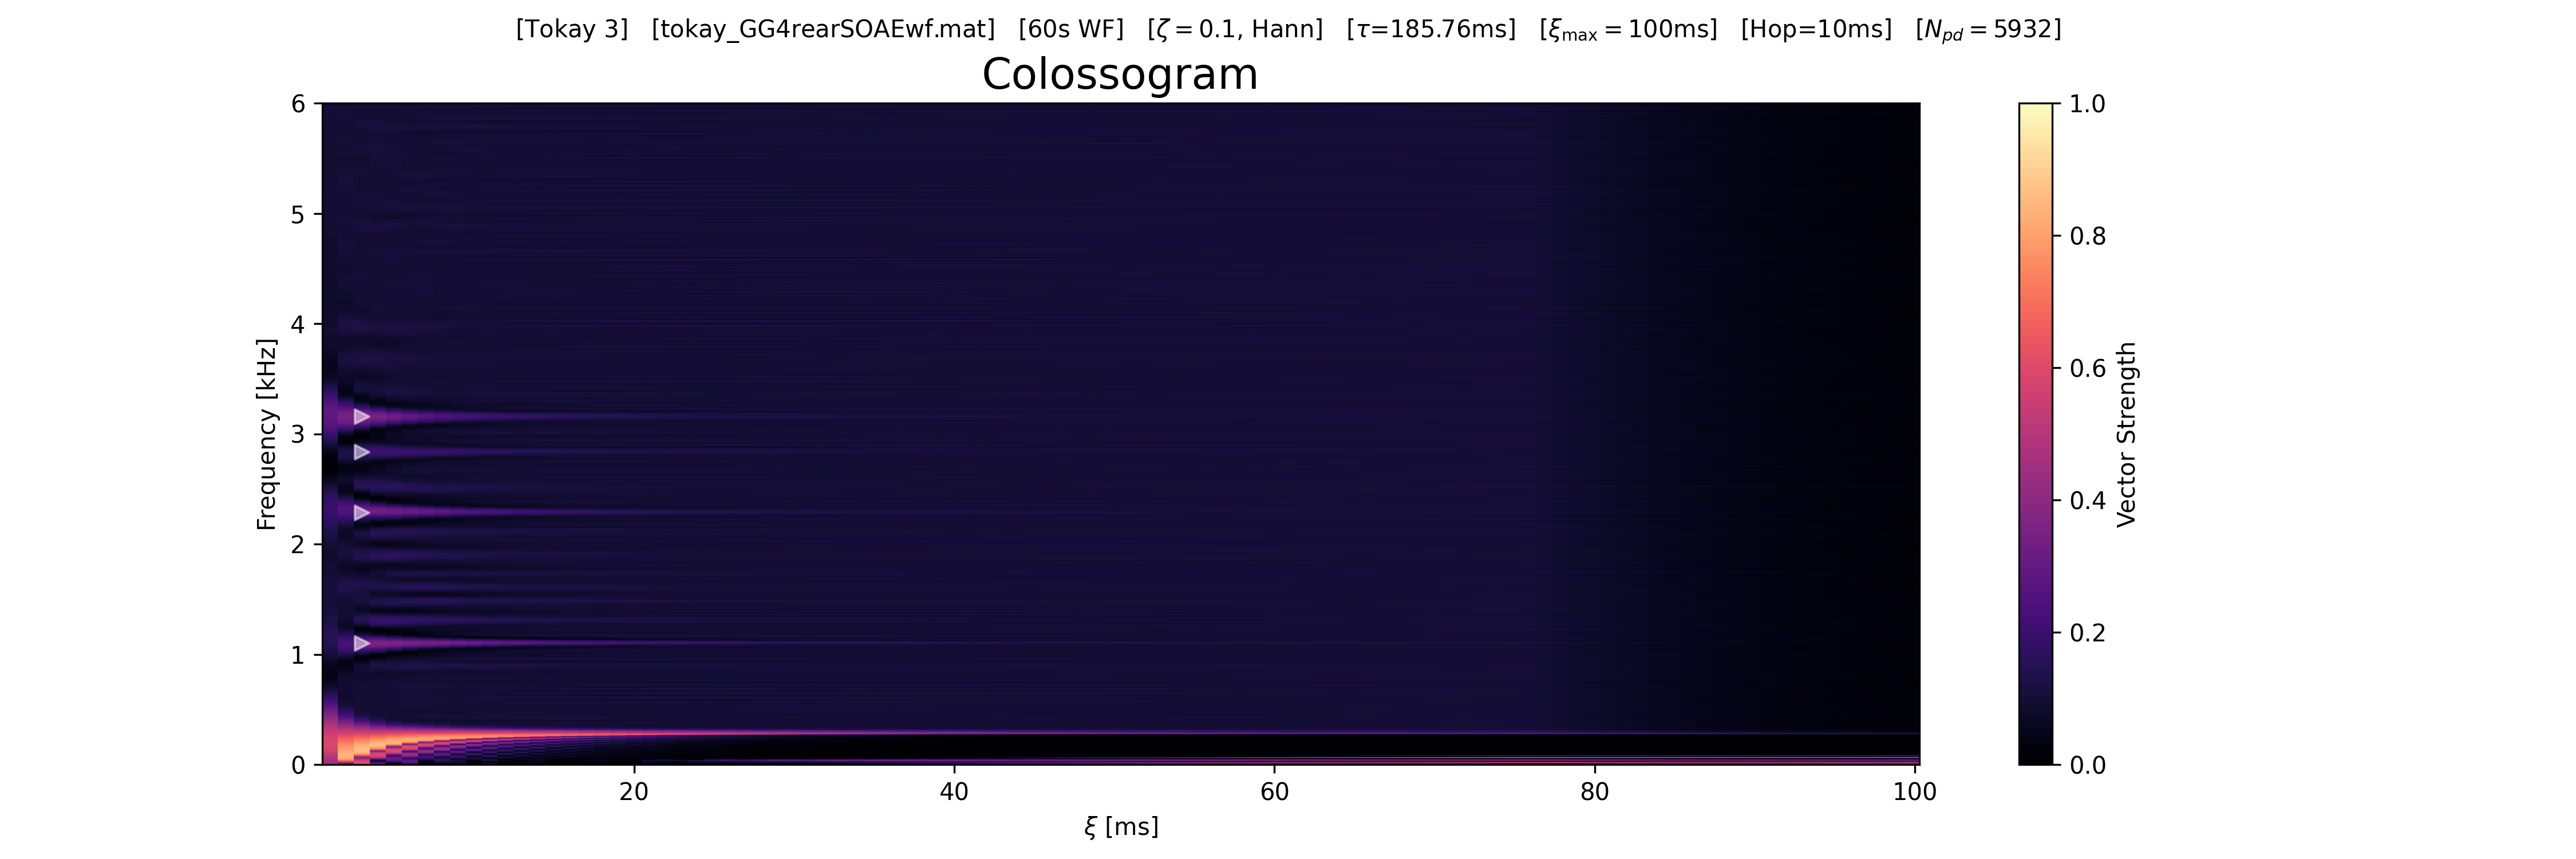 [Tokay 3] [tokay_GG4rearSOAEwf.mat] [60s WF] [ζ = 0.1, Hann] [τ=185.76ms] [ξmax = 100ms] [Hop=10ms] [Npd = 5932]
Colossogram
6
5
4
3
2
1
0
Frequency [kHz]
20 40 60 80 100
ξ [ms]
1.0
0.8
0.6
0.4
0.2
0.0
Vector Strength